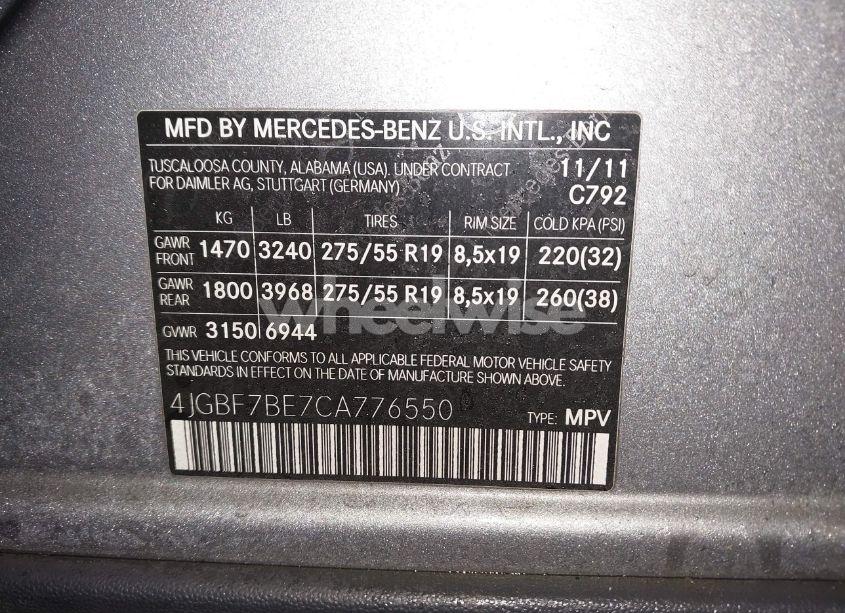 MFD BY MERCEDES-BENZ U.S. INTL., INC
TUSCALOOSA COUNTY, ALABAMA (USA). UNDER CONTRACT 11/11
FOR DAIMLER AG, STUTTGART (GERMANY) C792
KG LB TIRES RIM SIZE COLD KPA (PSI)
GAWR FRONT 1470 3240 275/55 R19 8,5x19 220(32)
GAWR REAR 1800 3968 275/55 R19 8,5x19 260(38)
wheelwise
GVWR 3150 6944
THIS VEHICLE CONFORMS TO ALL APPLICABLE FEDERAL MOTOR VEHICLE SAFETY
STANDARDS IN EFFECT ON THE DATE OF MANUFACTURE SHOWN ABOVE.
4JGBF7BE7CA776550 TYPE: MPV